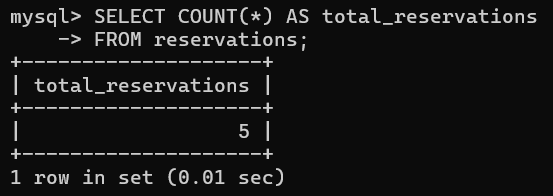 mysql> SELECT COUNT(*) AS total_reservations
    -> FROM reservations;
+--------------------+
| total_reservations |
+--------------------+
|                  5 |
+--------------------+
1 row in set (0.01 sec)